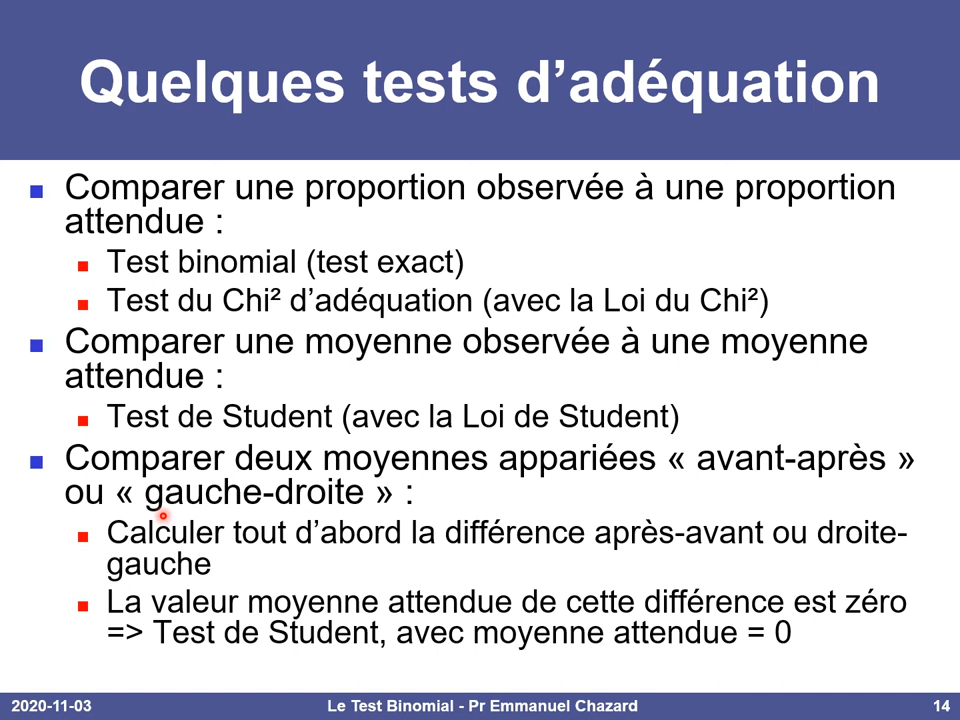 Quelques tests d’adéquation
Comparer une proportion observée à une proportion
attendue :
Test binomial (test exact)
Test du Chi² d’adéquation (avec la Loi du Chi²)
Comparer une moyenne observée à une moyenne
attendue :
Test de Student (avec la Loi de Student)
Comparer deux moyennes appariées « avant-après »
ou « gauche-droite » :
Calculer tout d’abord la différence après-avant ou droite-
gauche
La valeur moyenne attendue de cette différence est zéro
=> Test de Student, avec moyenne attendue = 0
2020-11-03
Le Test Binomial - Pr Emmanuel Chazard
14